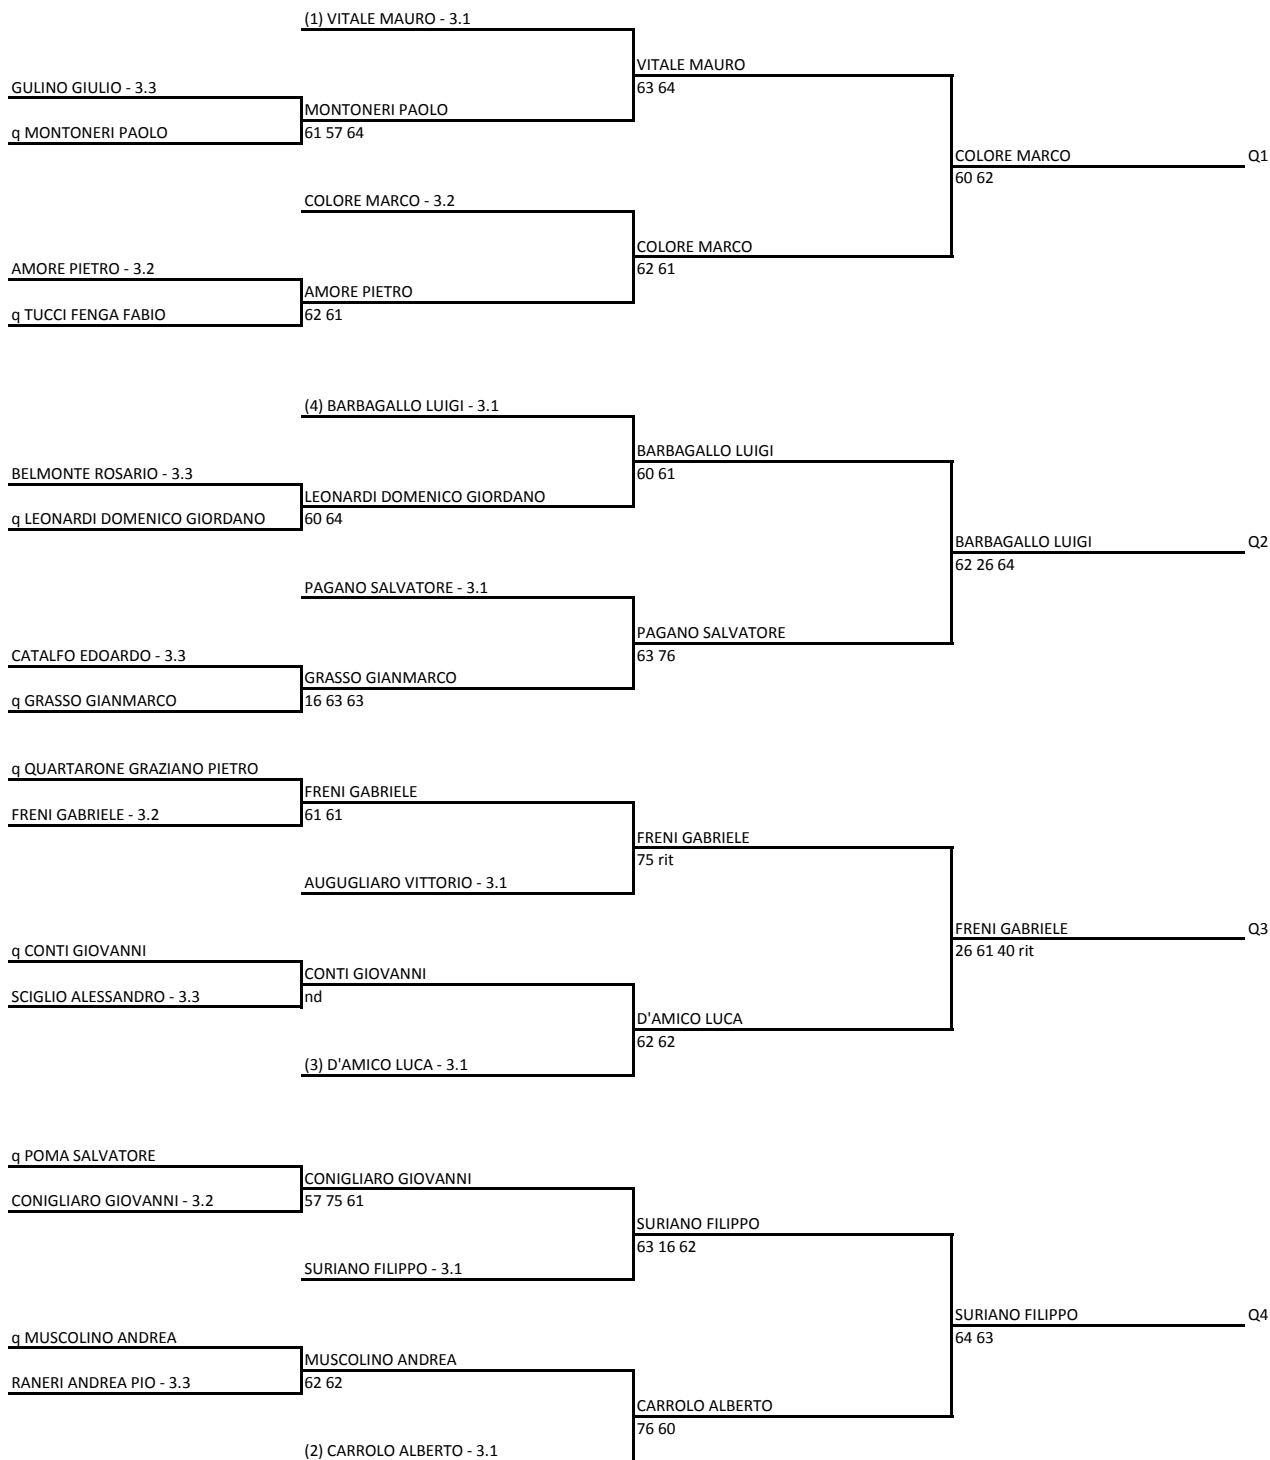 (1) VITALE MAURO - 3.1
VITALE MAURO
GULINO GIULIO - 3.3
63 64
MONTONERI PAOLO
q MONTONERI PAOLO
61 57 64
COLORE MARCO
Q1
60 62
COLORE MARCO - 3.2
COLORE MARCO
AMORE PIETRO - 3.2
62 61
AMORE PIETRO
q TUCCI FENGA FABIO
62 61
(4) BARBAGALLO LUIGI - 3.1
BARBAGALLO LUIGI
BELMONTE ROSARIO - 3.3
60 61
LEONARDI DOMENICO GIORDANO
q LEONARDI DOMENICO GIORDANO
60 64
BARBAGALLO LUIGI
Q2
62 26 64
PAGANO SALVATORE - 3.1
PAGANO SALVATORE
CATALFO EDOARDO - 3.3
63 76
GRASSO GIANMARCO
q GRASSO GIANMARCO
16 63 63
q QUARTARONE GRAZIANO PIETRO
FRENI GABRIELE
FRENI GABRIELE - 3.2
61 61
FRENI GABRIELE
75 rit
AUGUGLIARO VITTORIO - 3.1
FRENI GABRIELE
Q3
q CONTI GIOVANNI
26 61 40 rit
CONTI GIOVANNI
SCIGLIO ALESSANDRO - 3.3
nd
D'AMICO LUCA
62 62
(3) D'AMICO LUCA - 3.1
q POMA SALVATORE
CONIGLIARO GIOVANNI
CONIGLIARO GIOVANNI - 3.2
57 75 61
SURIANO FILIPPO
63 16 62
SURIANO FILIPPO - 3.1
SURIANO FILIPPO
Q4
q MUSCOLINO ANDREA
64 63
MUSCOLINO ANDREA
RANERI ANDREA PIO - 3.3
62 62
CARROLO ALBERTO
76 60
(2) CARROLO ALBERTO - 3.1